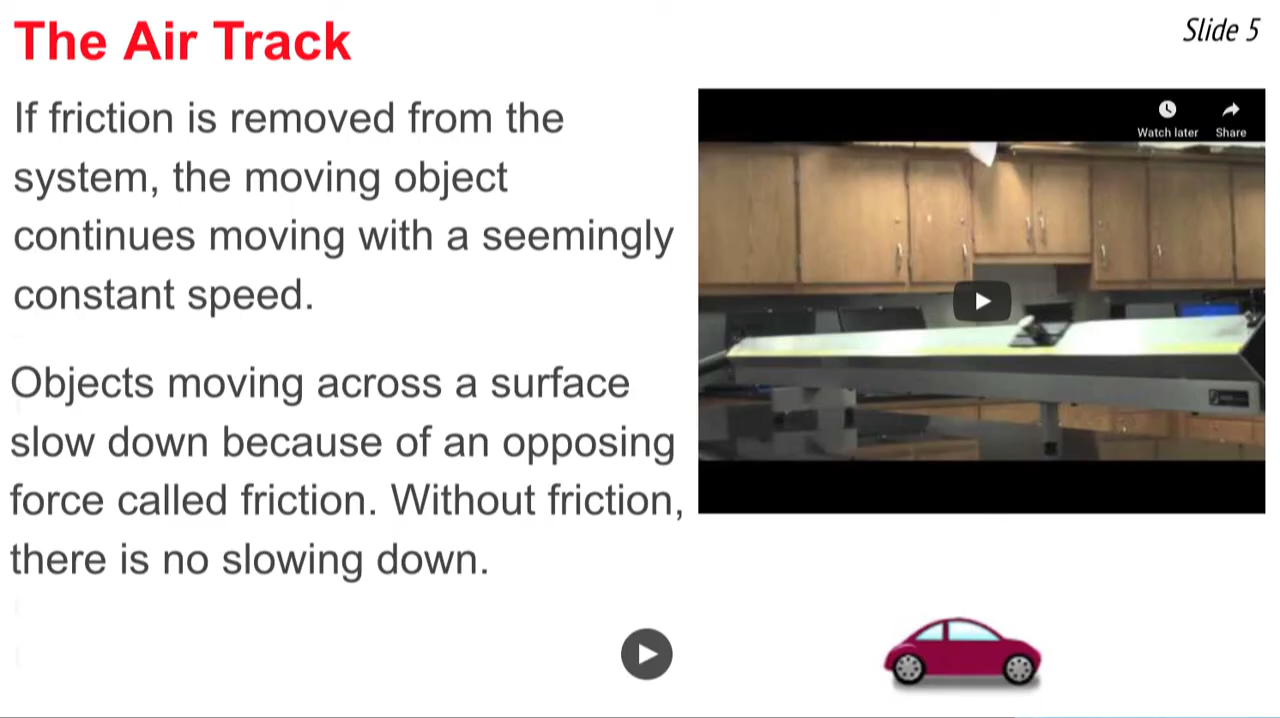 The Air Track
Slide 5
If friction is removed from the
system, the moving object
continues moving with a seemingly
constant speed.
Objects moving across a surface
slow down because of an opposing
force called friction. Without friction,
there is no slowing down.
Watch later
Share